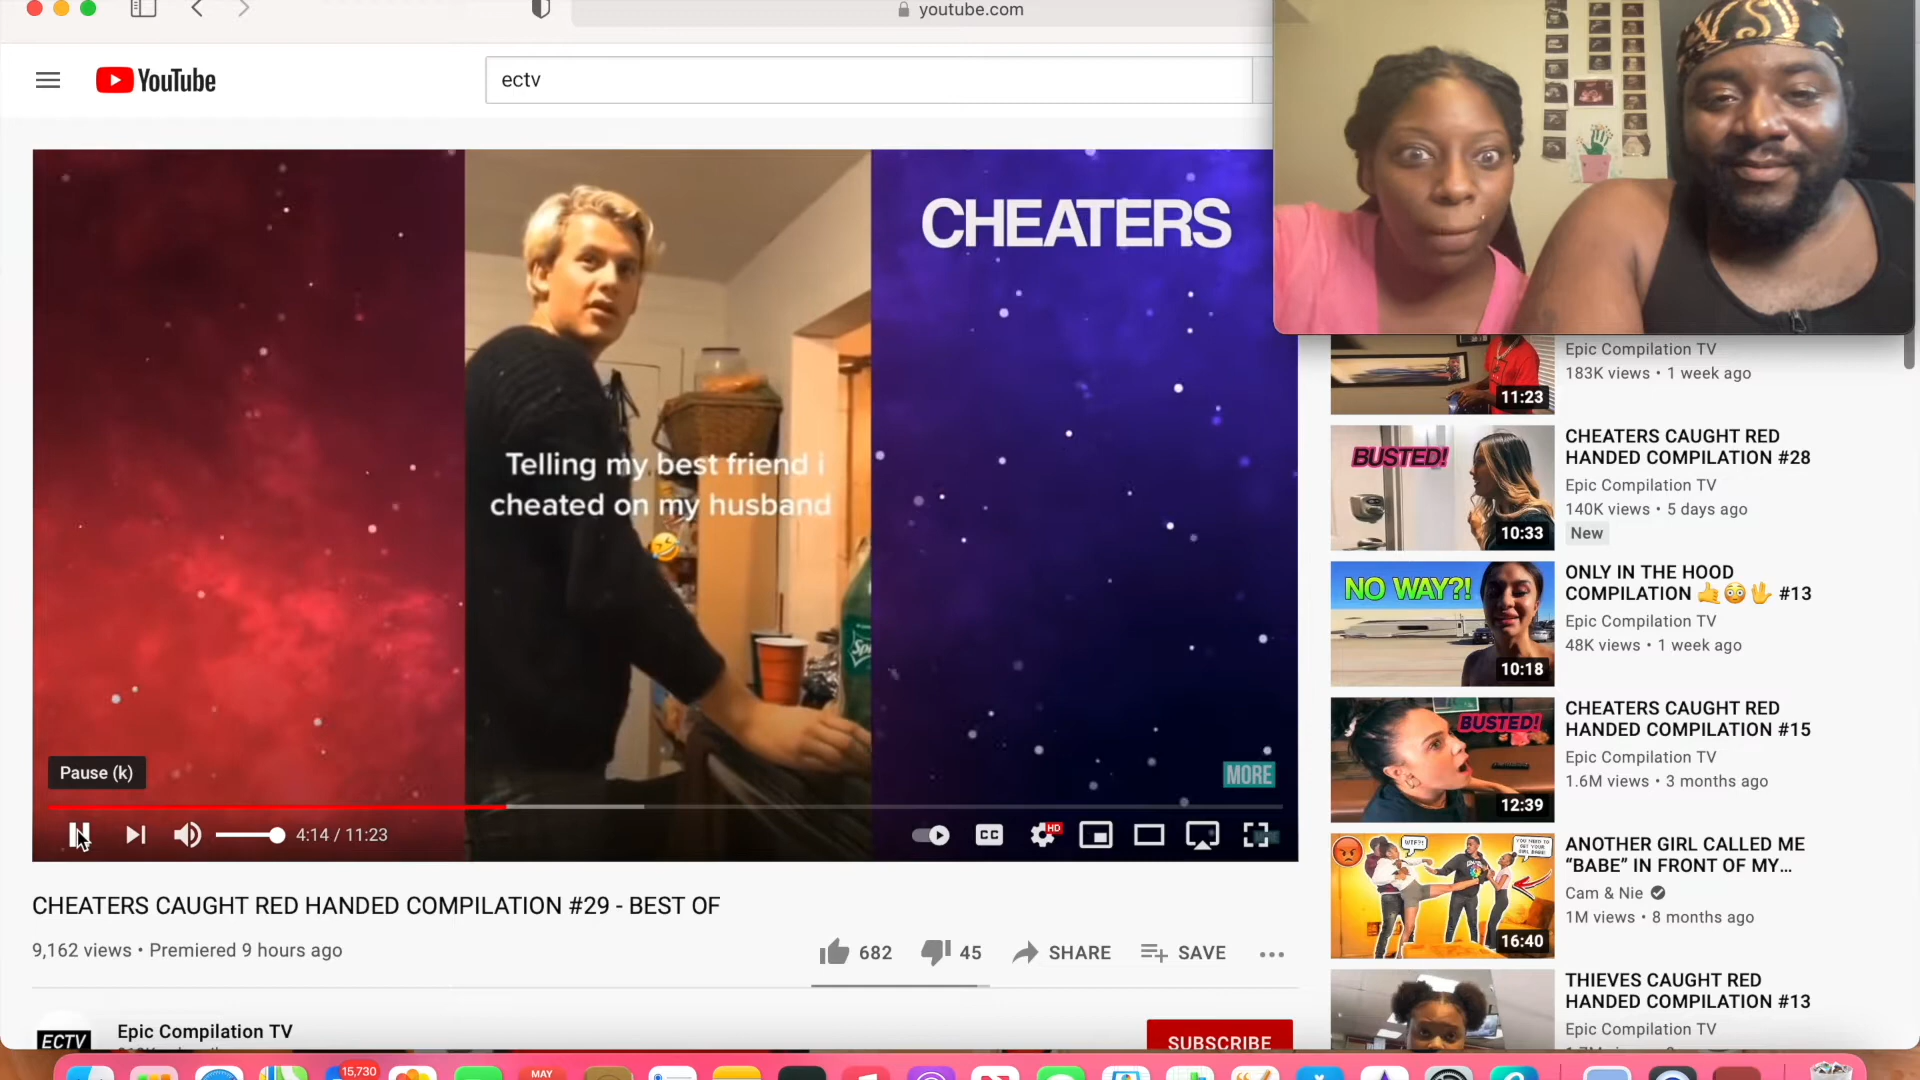 youtube.com
YouTube
ectv
CHEATERS
Telling my best friend i
cheated on my husband
MORE
Pause (k)
4:14 / 11:23
CC
HD
CHEATERS CAUGHT RED HANDED COMPILATION #29 - BEST OF
9,162 views • Premiered 9 hours ago
682
45
SHARE
SAVE
ECTV
Epic Compilation TV
SUBSCRIBE
Epic Compilation TV
183K views • 1 week ago
11:23
BUSTED!
10:33
CHEATERS CAUGHT RED
HANDED COMPILATION #28
Epic Compilation TV
140K views • 5 days ago
New
NO WAY?!
10:18
ONLY IN THE HOOD
COMPILATION 🤙😳🖖 #13
Epic Compilation TV
48K views • 1 week ago
BUSTED!
12:39
CHEATERS CAUGHT RED
HANDED COMPILATION #15
Epic Compilation TV
1.6M views • 3 months ago
WTF?!
16:40
ANOTHER GIRL CALLED ME
“BABE” IN FRONT OF MY...
Cam & Nie
1M views • 8 months ago
THIEVES CAUGHT RED
HANDED COMPILATION #13
Epic Compilation TV
15,730
MAY